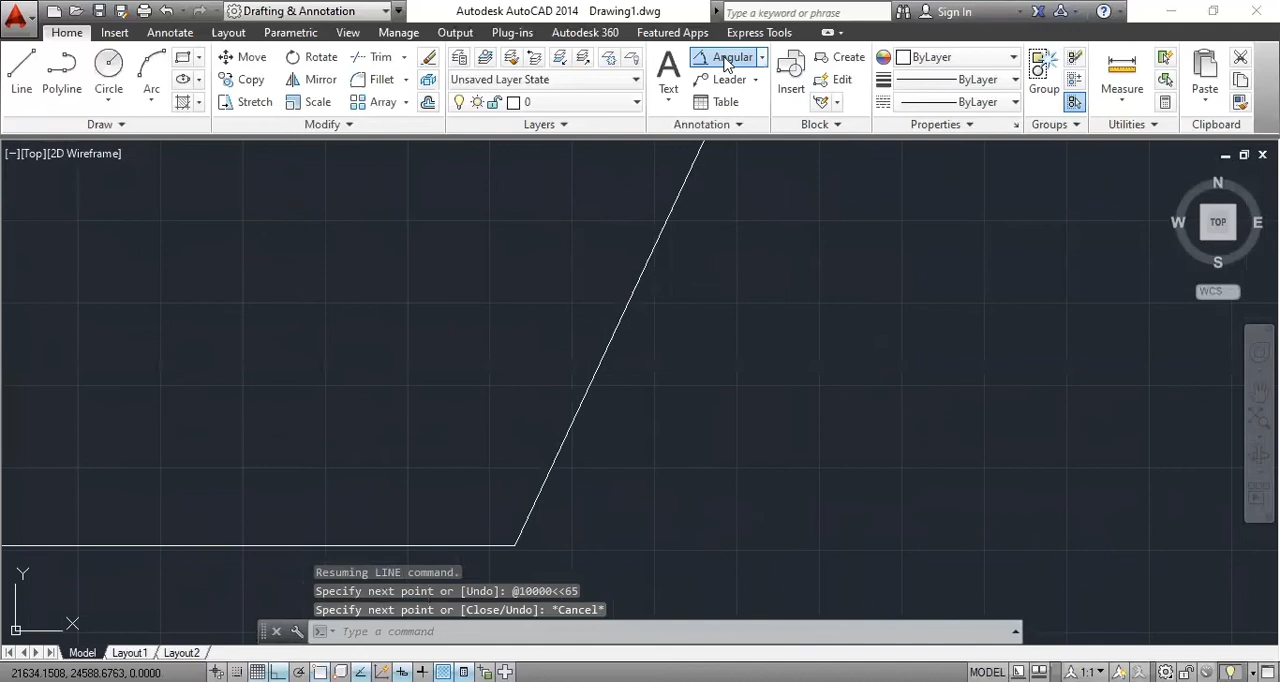 Drafting & Annotation
Autodesk AutoCAD 2014 Drawing1.dwg
Type a keyword or phrase
Sign In
Home Insert Annotate Layout Parametric View Manage Output Plug-ins Autodesk 360 Featured Apps Express Tools
Line
Polyline
Circle
Arc
Move Rotate Trim
Copy Mirror Fillet
Stretch Scale Array
Unsaved Layer State
0
Text
Angular
Leader
Table
Insert
Create
Edit
ByLayer
ByLayer
ByLayer
Group
Measure
Paste
Draw Modify Layers Annotation Block Properties Groups Utilities Clipboard
[−][Top][2D Wireframe]
N
W TOP E
S
WCS
Y
X
Resuming LINE command.
Specify next point or [Undo]: @10000<<65
Specify next point or [Close/Undo]: *Cancel*
Type a command
Model Layout1 Layout2
21634.1508, 24588.6763, 0.0000
MODEL
1:1